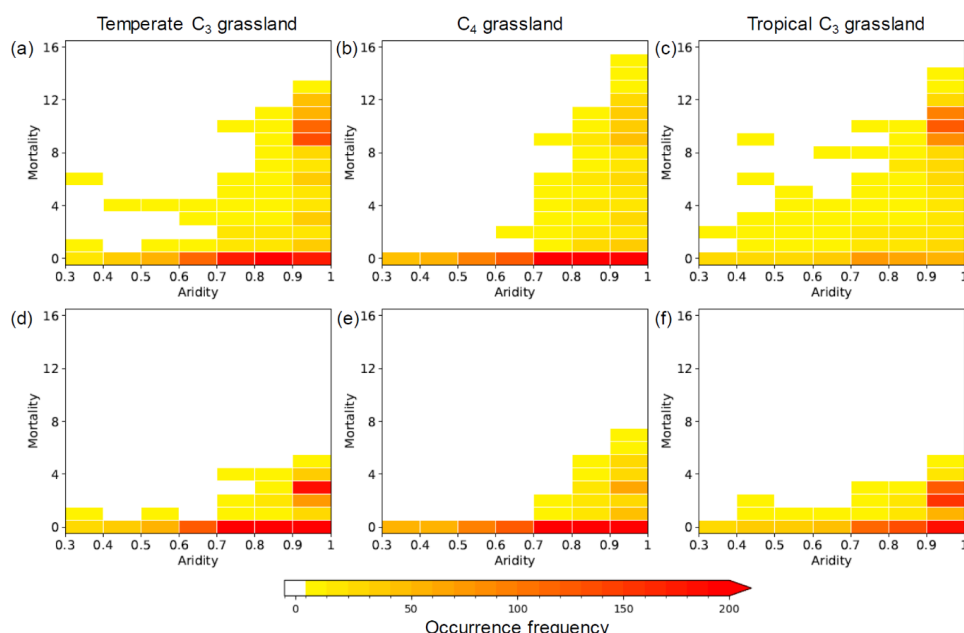 Temperate C₃ grassland C₄ grassland Tropical C₃ grassland
(a) (b) (c)
16 16 16
12 12 12
8 8 8
4 4 4
0 0 0
Mortality Mortality Mortality
0.3 0.4 0.5 0.6 0.7 0.8 0.9 1 0.3 0.4 0.5 0.6 0.7 0.8 0.9 1 0.3 0.4 0.5 0.6 0.7 0.8 0.9 1
Aridity Aridity Aridity
(d) (e) (f)
16 16 16
12 12 12
8 8 8
4 4 4
0 0 0
Mortality Mortality Mortality
0.3 0.4 0.5 0.6 0.7 0.8 0.9 1 0.3 0.4 0.5 0.6 0.7 0.8 0.9 1 0.3 0.4 0.5 0.6 0.7 0.8 0.9 1
Aridity Aridity Aridity
0 50 100 150 200
Occurrence frequency